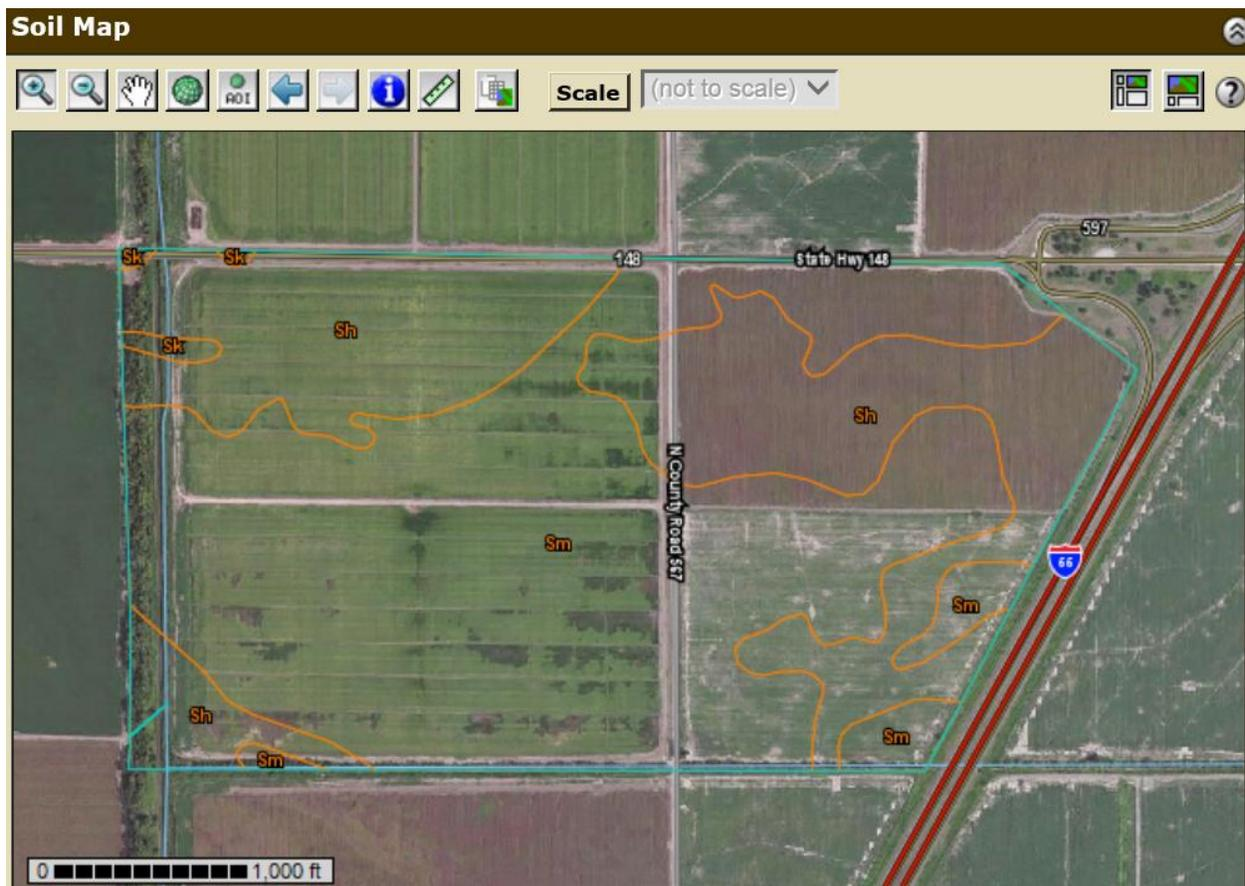 Soil Map
AOI
i
Scale (not to scale)
?
597
Sk Sk 148 State Hwy 148
Sh
Sk
Sh
N County Road 567
Sm
66
Sm
Sh
Sm
Sm
0 1,000 ft